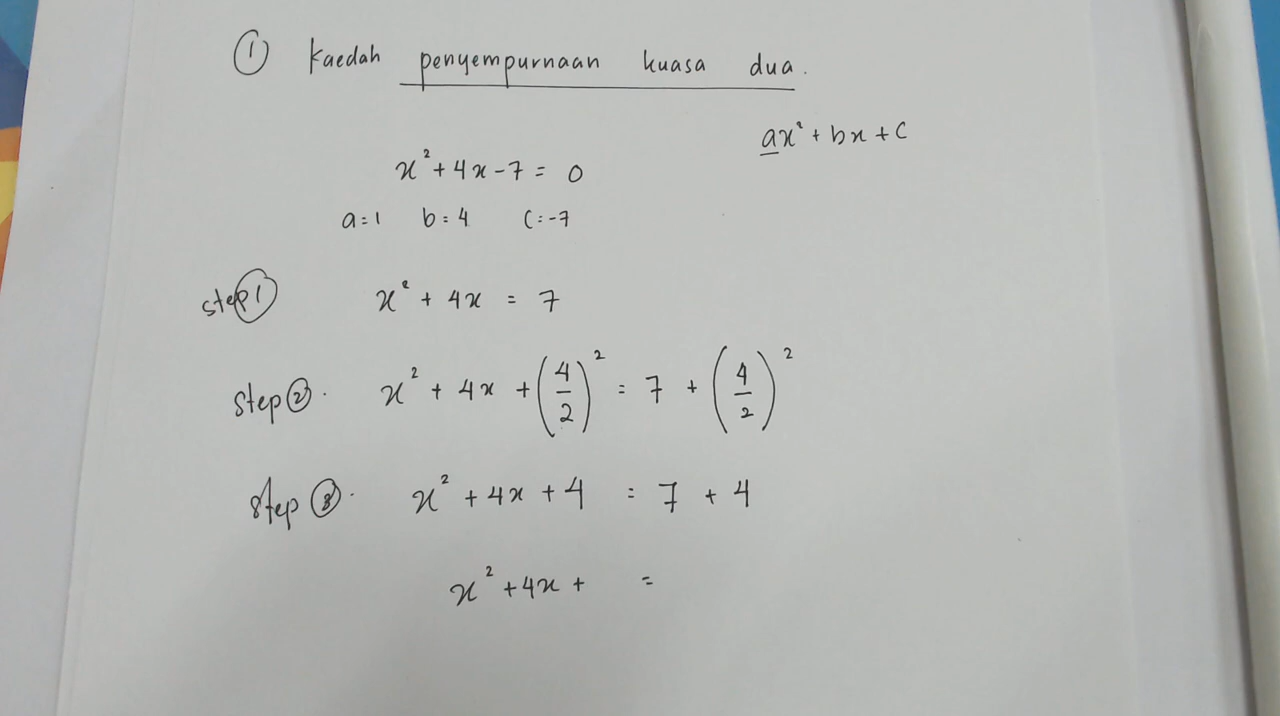 ① Kaedah penyempurnaan kuasa dua.
ax² + bx + c
x² + 4x - 7 = 0
a = 1 b = 4 c = -7
step ① x² + 4x = 7
step ②. x² + 4x + (4/2)² = 7 + (4/2)²
step ③. x² + 4x + 4 = 7 + 4
x² + 4x + =